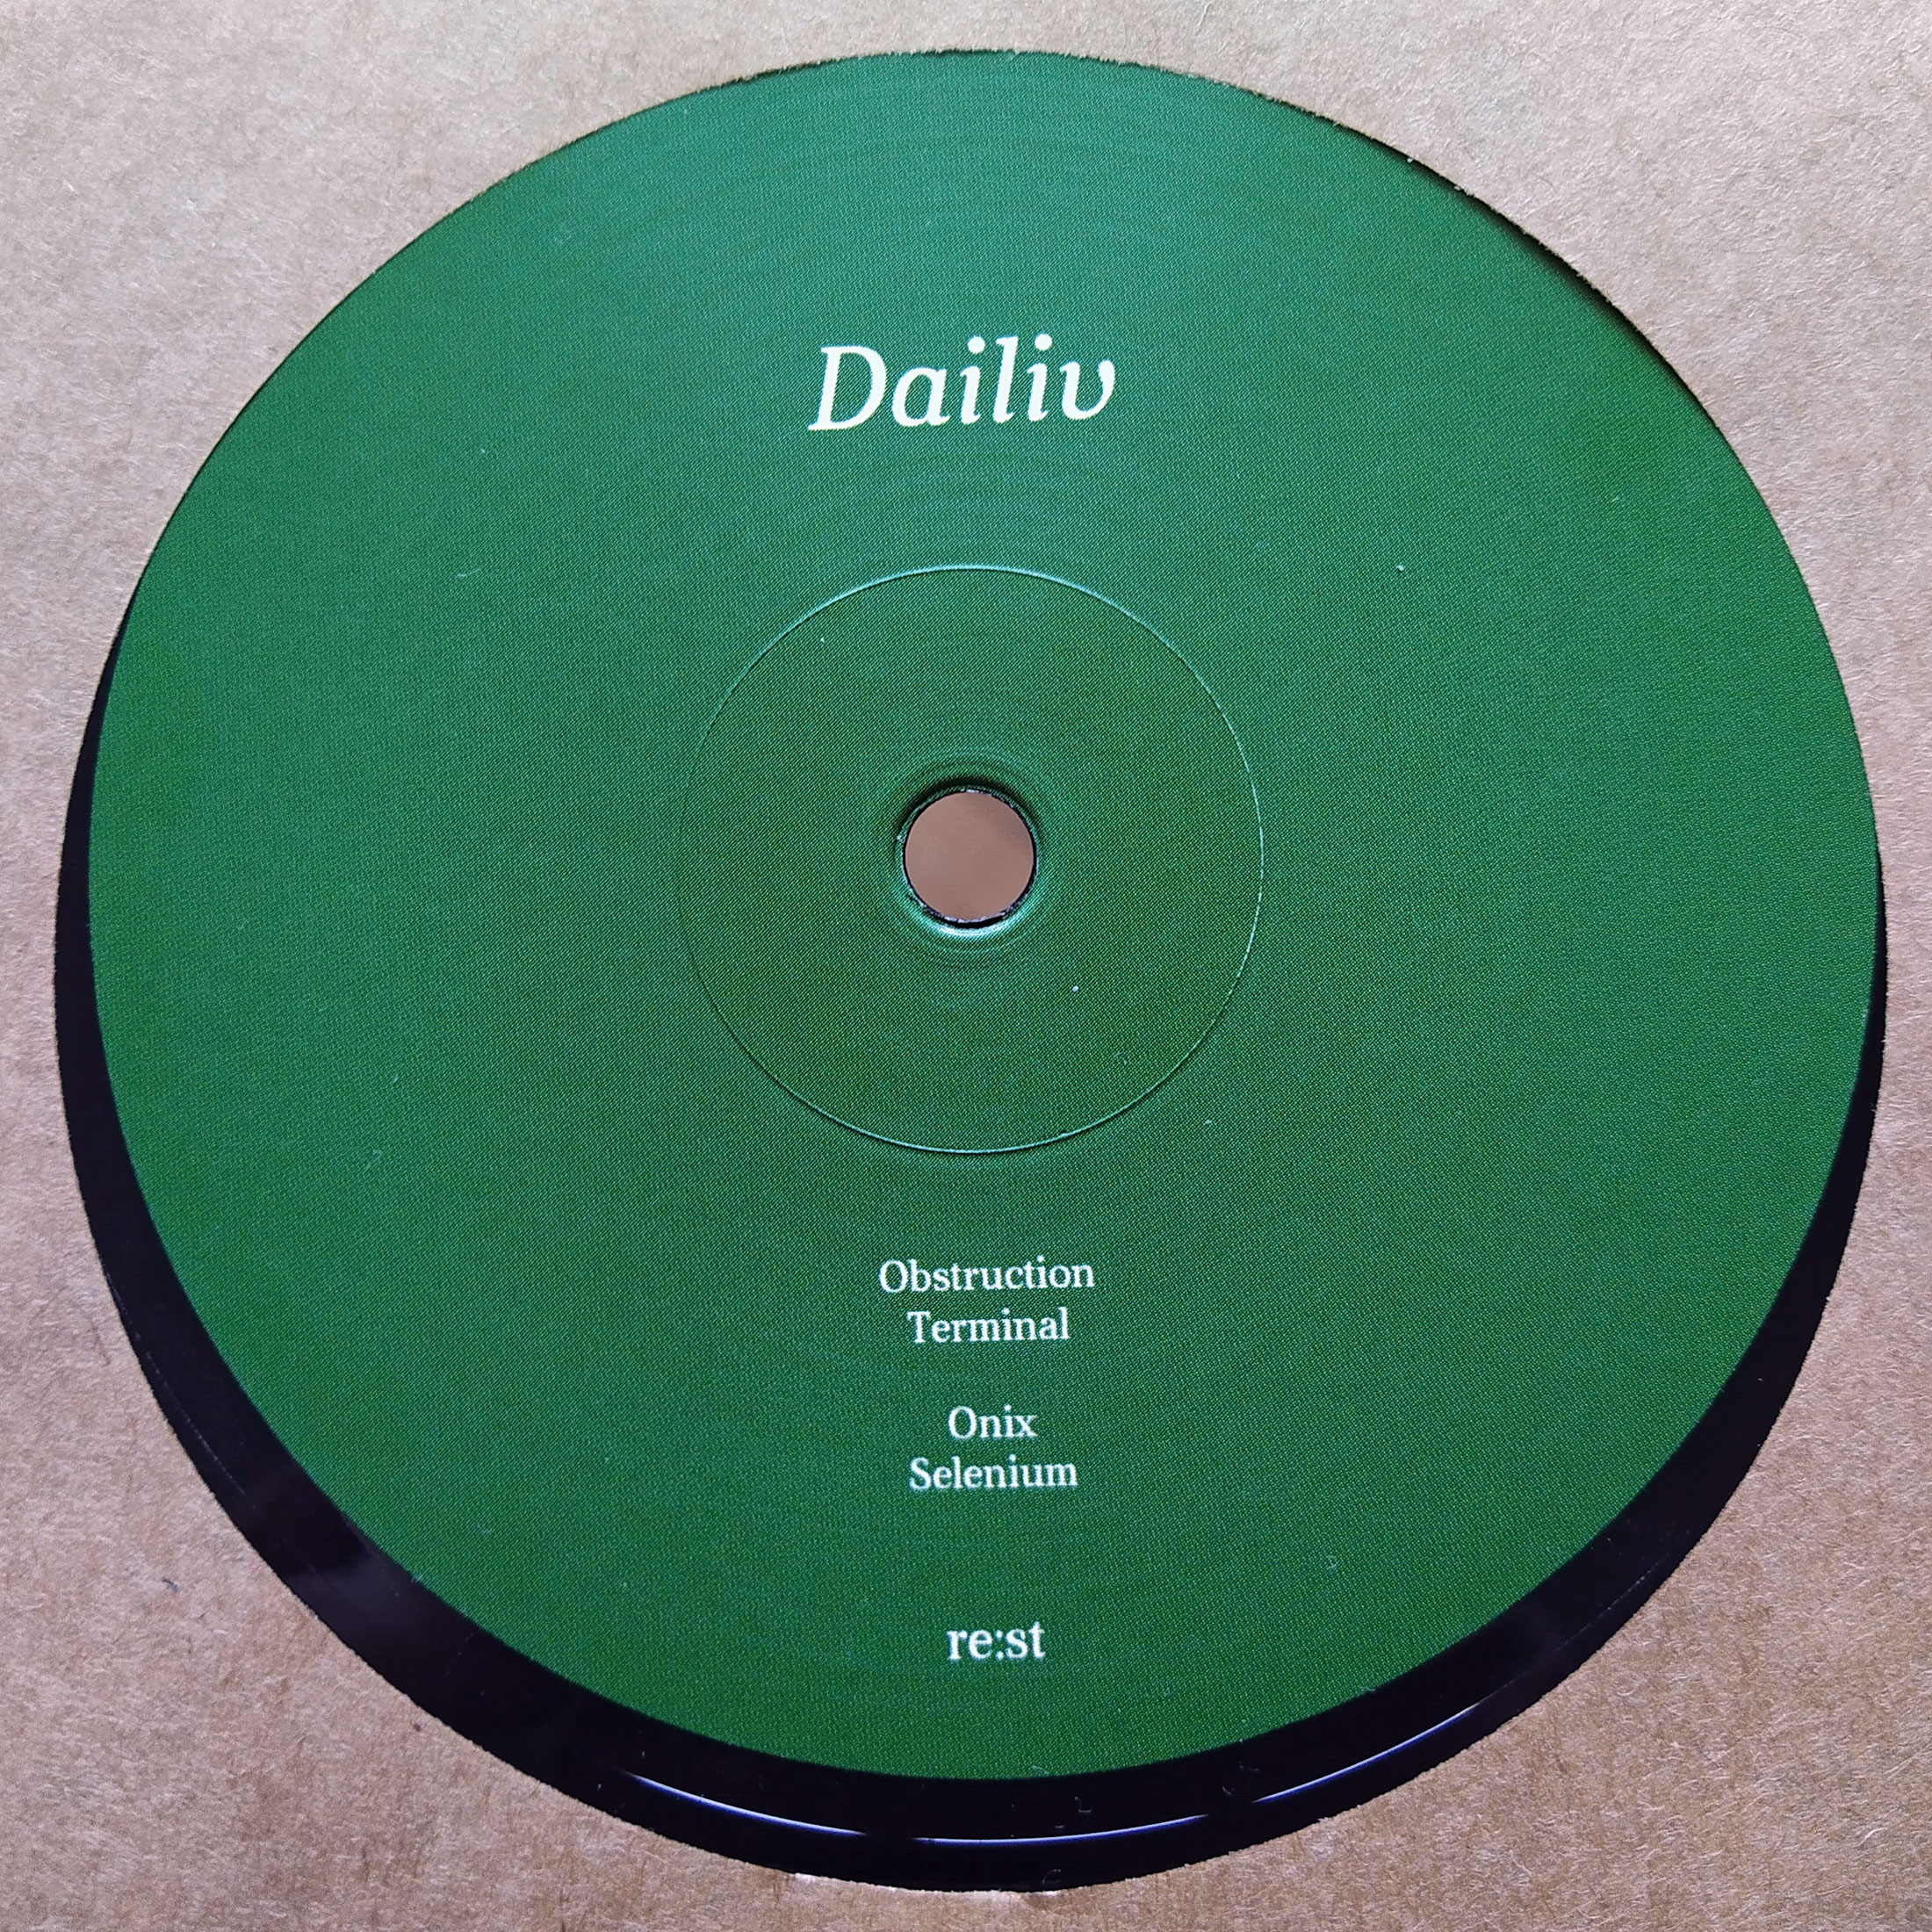 Dailiv
Obstruction
Terminal
Onix
Selenium
re:st